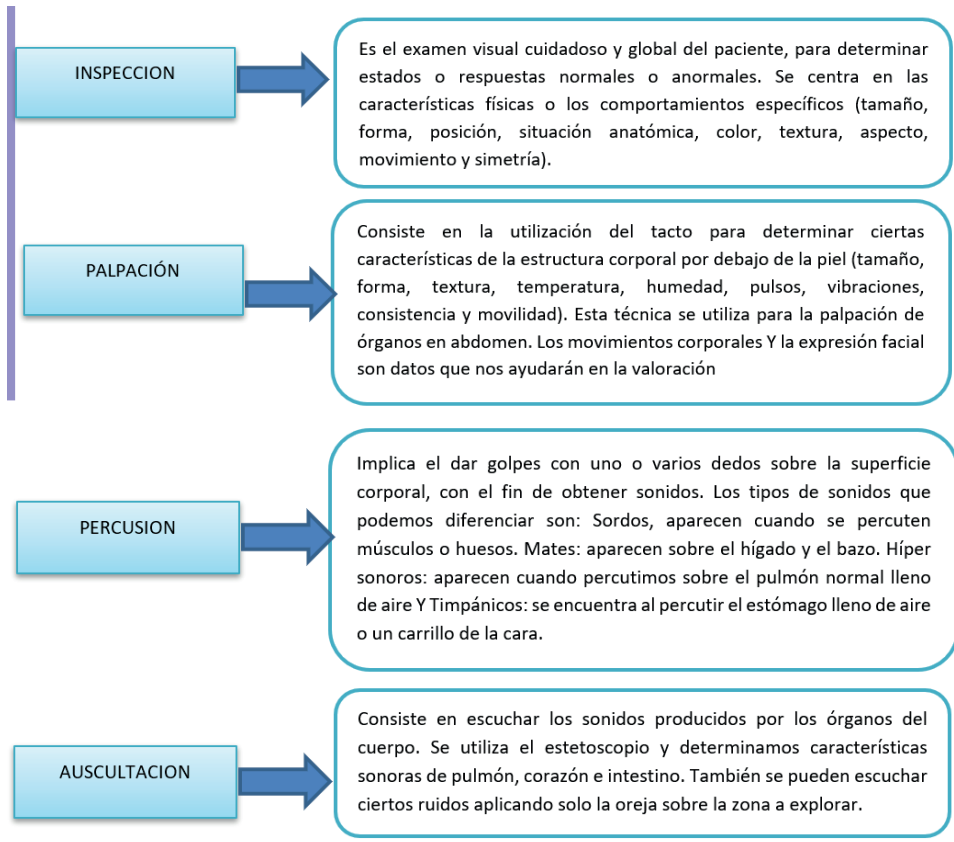 INSPECCION
Es el examen visual cuidadoso y global del paciente, para determinar
estados o respuestas normales o anormales. Se centra en las
características físicas o los comportamientos específicos (tamaño,
forma, posición, situación anatómica, color, textura, aspecto,
movimiento y simetría).
PALPACIÓN
Consiste en la utilización del tacto para determinar ciertas
características de la estructura corporal por debajo de la piel (tamaño,
forma, textura, temperatura, humedad, pulsos, vibraciones,
consistencia y movilidad). Esta técnica se utiliza para la palpación de
órganos en abdomen. Los movimientos corporales Y la expresión facial
son datos que nos ayudarán en la valoración
PERCUSION
Implica el dar golpes con uno o varios dedos sobre la superficie
corporal, con el fin de obtener sonidos. Los tipos de sonidos que
podemos diferenciar son: Sordos, aparecen cuando se percuten
músculos o huesos. Mates: aparecen sobre el hígado y el bazo. Híper
sonoros: aparecen cuando percutimos sobre el pulmón normal lleno
de aire Y Timpánicos: se encuentra al percutir el estómago lleno de aire
o un carrillo de la cara.
AUSCULTACION
Consiste en escuchar los sonidos producidos por los órganos del
cuerpo. Se utiliza el estetoscopio y determinamos características
sonoras de pulmón, corazón e intestino. También se pueden escuchar
ciertos ruidos aplicando solo la oreja sobre la zona a explorar.